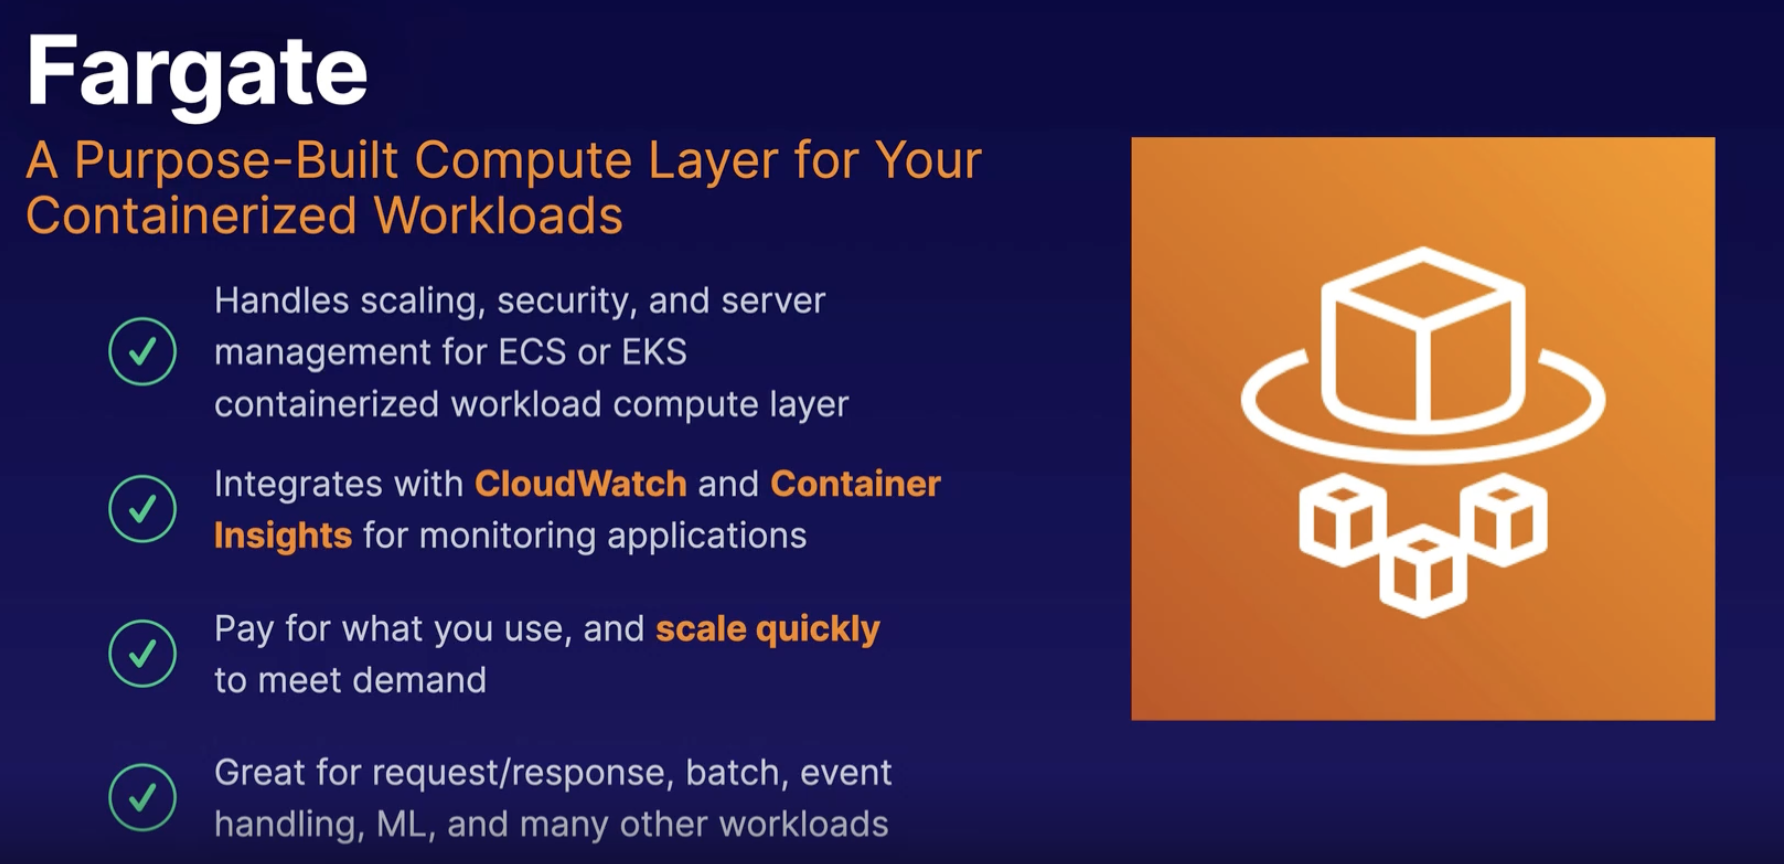 Fargate
A Purpose-Built Compute Layer for Your
Containerized Workloads
Handles scaling, security, and server
management for ECS or EKS
containerized workload compute layer
Integrates with CloudWatch and Container
Insights for monitoring applications
Pay for what you use, and scale quickly
to meet demand
Great for request/response, batch, event
handling, ML, and many other workloads